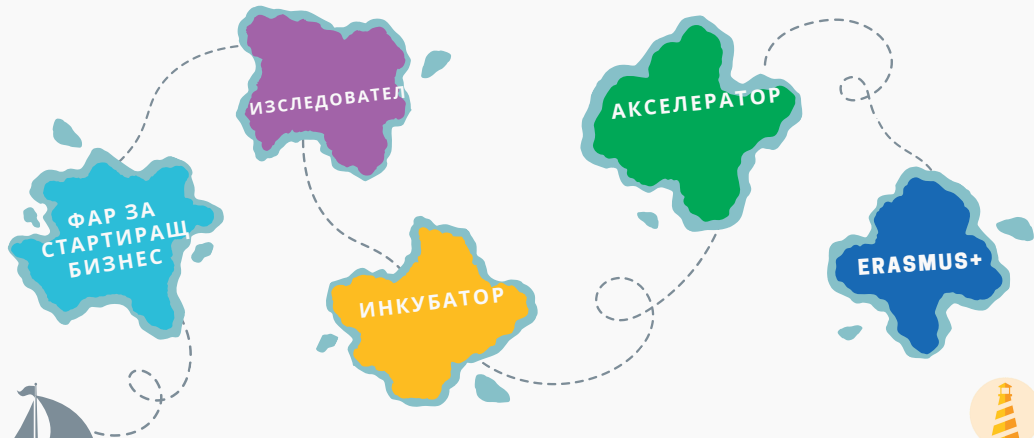 ФАР ЗА
СТАРТИРАЩ
БИЗНЕС
ИЗСЛЕДОВАТЕЛ
ИНКУБАТОР
АКСЕЛЕРАТОР
ERASMUS+